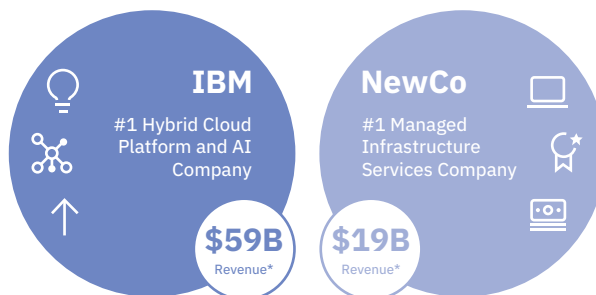 IBM
#1 Hybrid Cloud
Platform and AI
Company
$59B
Revenue*
NewCo
#1 Managed
Infrastructure
Services Company
$19B
Revenue*